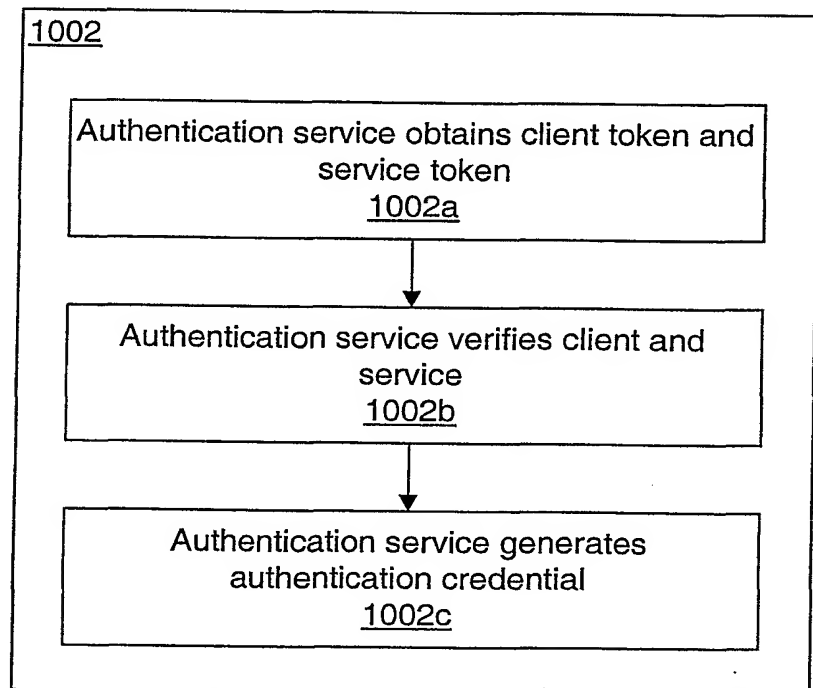 1002
Authentication service obtains client token and
service token
1002a
Authentication service verifies client and
service
1002b
Authentication service generates
authentication credential
1002c